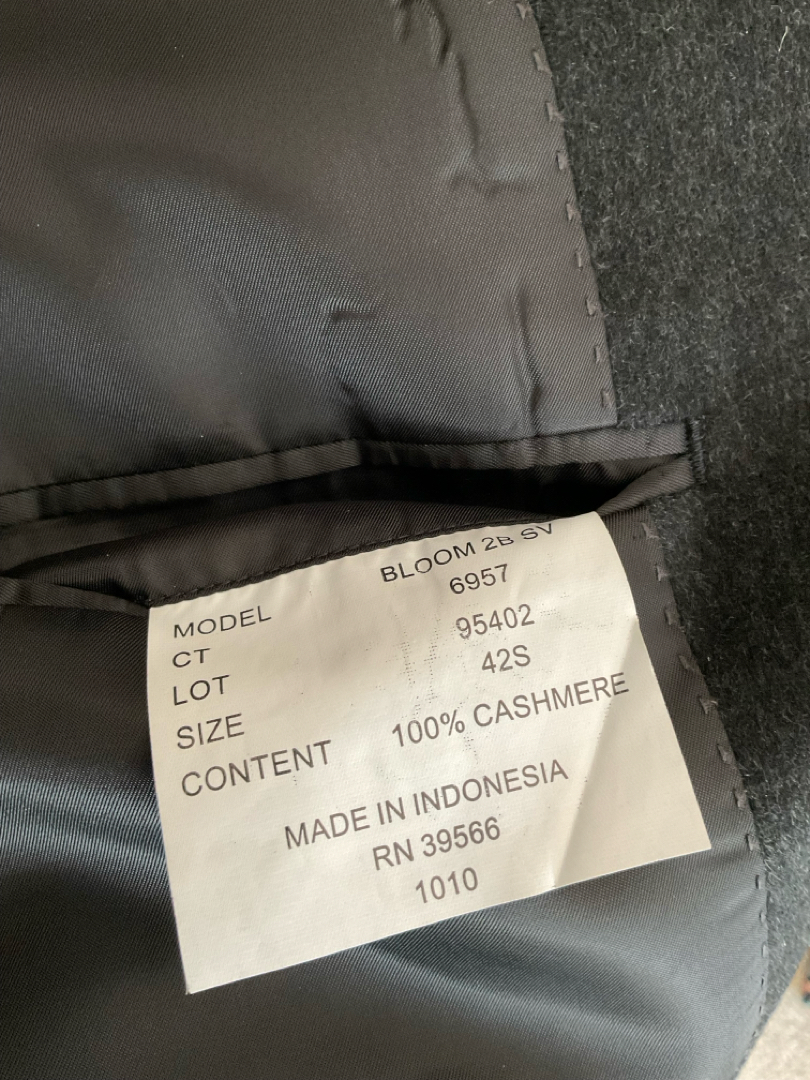 MODEL BLOOM 2B SV
CT 6957
LOT 95402
SIZE 42S
CONTENT 100% CASHMERE
MADE IN INDONESIA
RN 39566
1010